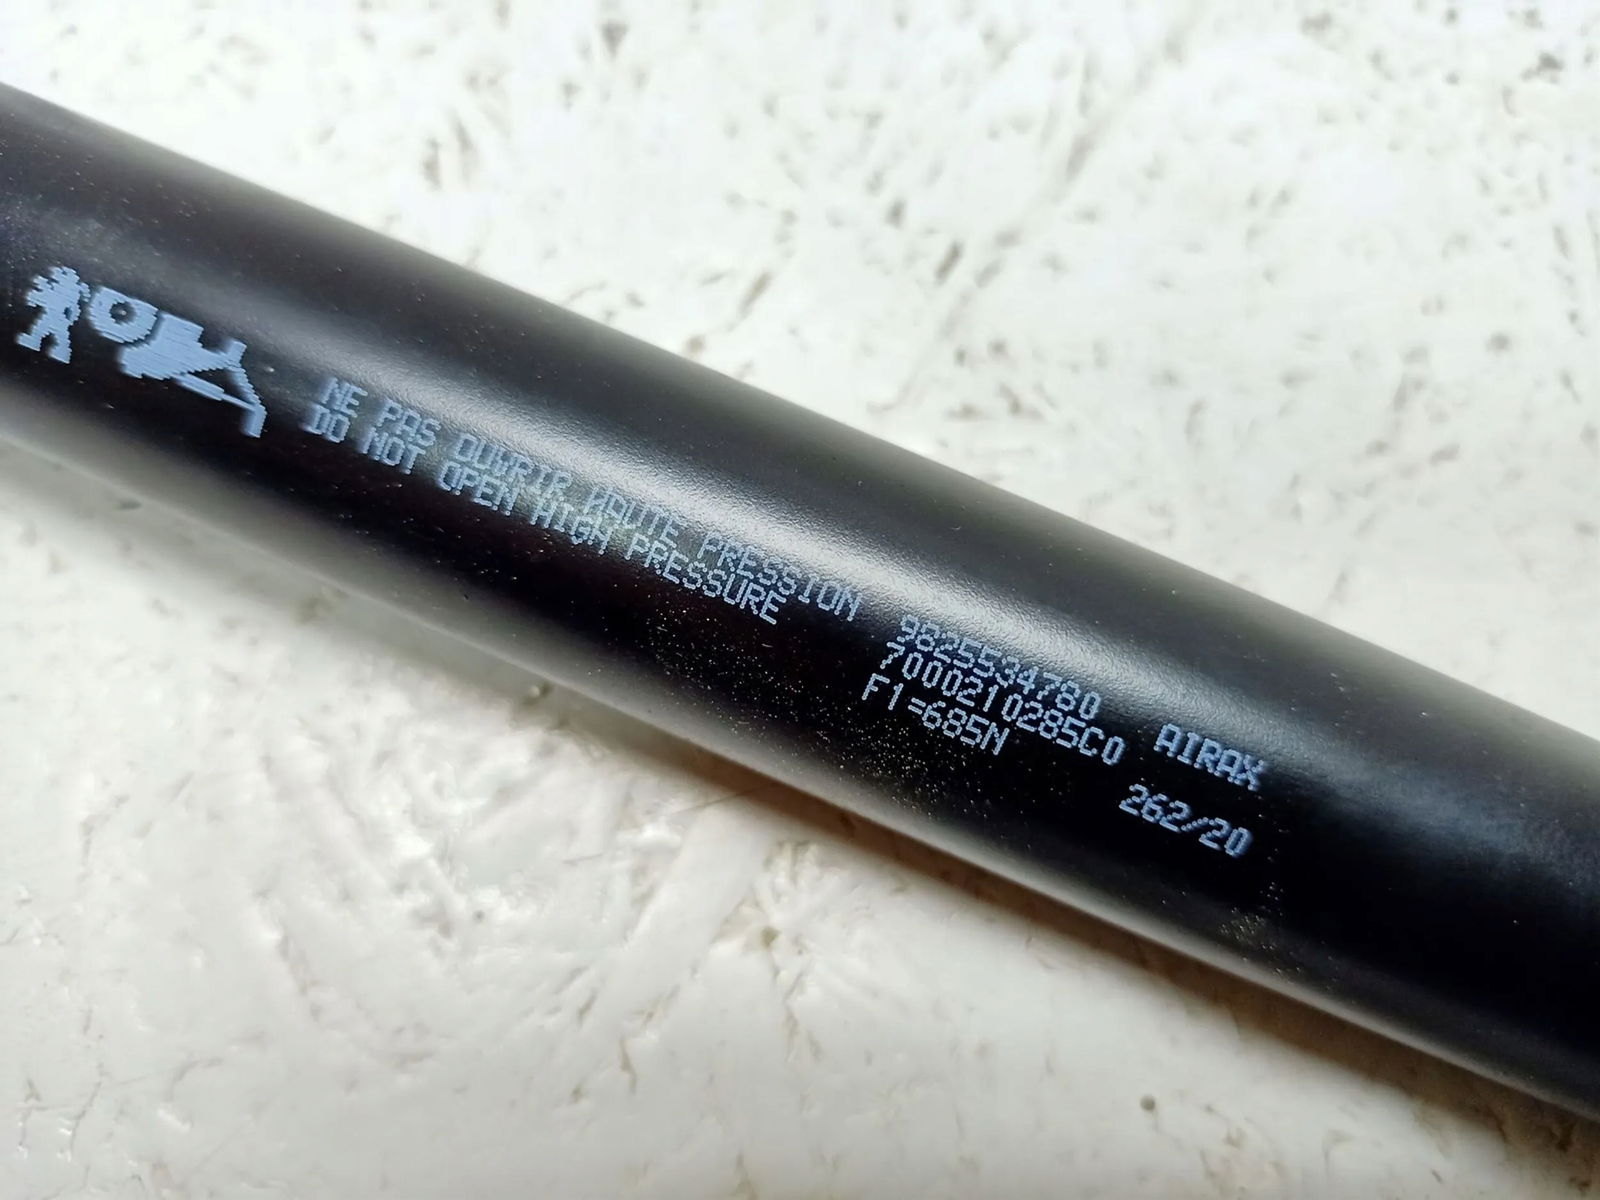 NE PAS OUVRIR HAUTE PRESSION
DO NOT OPEN HIGH PRESSURE
9825534780
7000210285C0
F1=685N
AIRAX
262/20